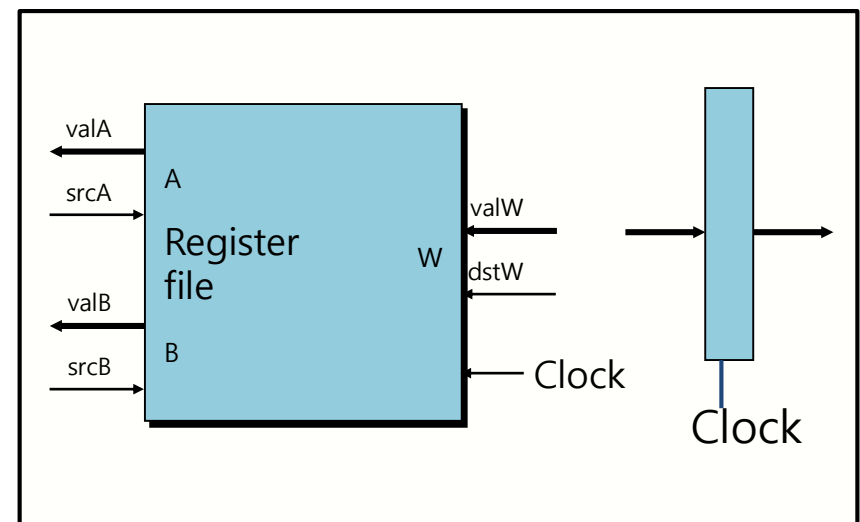 valA
A
srcA
Register
file
valB
B
srcB
valW
W
dstW
Clock
Clock